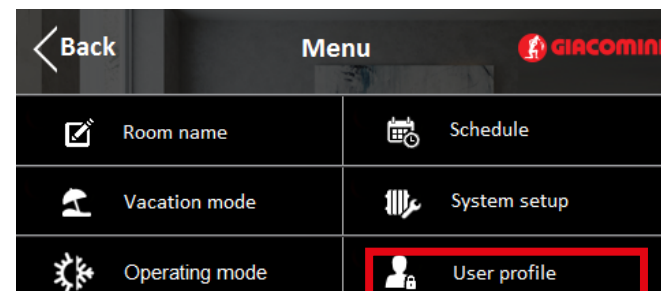 Back
Menu
GIACOMINI
Room name
Schedule
Vacation mode
System setup
Operating mode
User profile